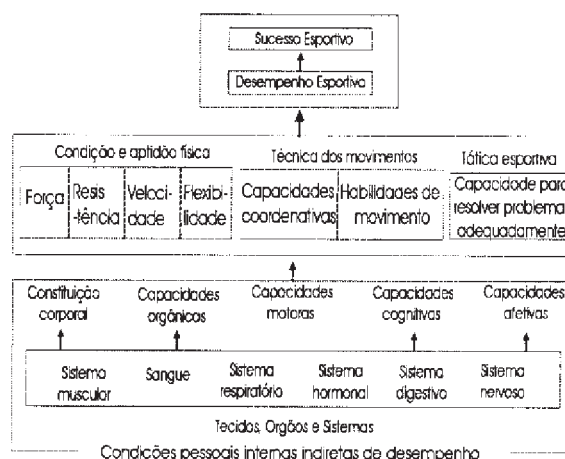 Sucesso Esportivo
Desempenho Esportivo
Condição e aptidão física
Técnica dos movimentos
Tática esportiva
Força
Resis
-tência
Veloci-
dade
Flexibi-
lidade
Capacidades
coordenativas
Habilidades de
movimento
Capacidade para
resolver problema
adequadamente
Constituição
corporal
Capacidades
orgânicas
Capacidades
motoras
Capacidades
cognitivas
Capacidades
afetivas
Sistema
muscular
Sangue
Sistema
respiratório
Sistema
hormonal
Sistema
digestivo
Sistema
nervoso
Tecidos, Orgãos e Sistemas
Condições pessoais internas indiretas de desempenho